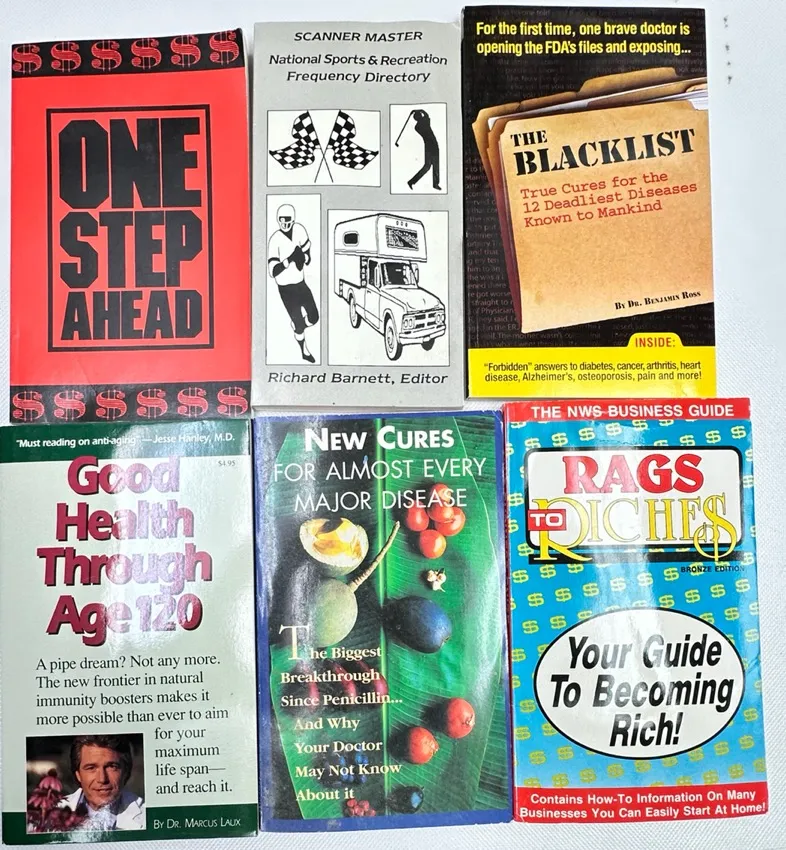 ONE
STEP
AHEAD
SCANNER MASTER
National Sports & Recreation
Frequency Directory
Richard Barnett, Editor
For the first time, one brave doctor is
opening the FDA's files and exposing...
THE
BLACKLIST
True Cures for the
12 Deadliest Diseases
Known to Mankind
BY DR. BENJAMIN ROSS
INSIDE:
"Forbidden" answers to diabetes, cancer, arthritis, heart
disease, Alzheimer's, osteoporosis, pain and more!
"Must reading on anti-aging" — Jesse Hanley, M.D.
$4.95
Good
Health
Through
Age 120
A pipe dream? Not any more.
The new frontier in natural
immunity boosters makes it
more possible than ever to aim
for your
maximum
life span—
and reach it.
BY DR. MARCUS LAUX
NEW CURES
FOR ALMOST EVERY
MAJOR DISEASE
The Biggest
Breakthrough
Since Penicillin...
And Why
Your Doctor
May Not Know
About it
THE NWS BUSINESS GUIDE
RAGS
TO RICHE$
BRONZE EDITION
Your Guide
To Becoming
Rich!
Contains How-To Information On Many
Businesses You Can Easily Start At Home!